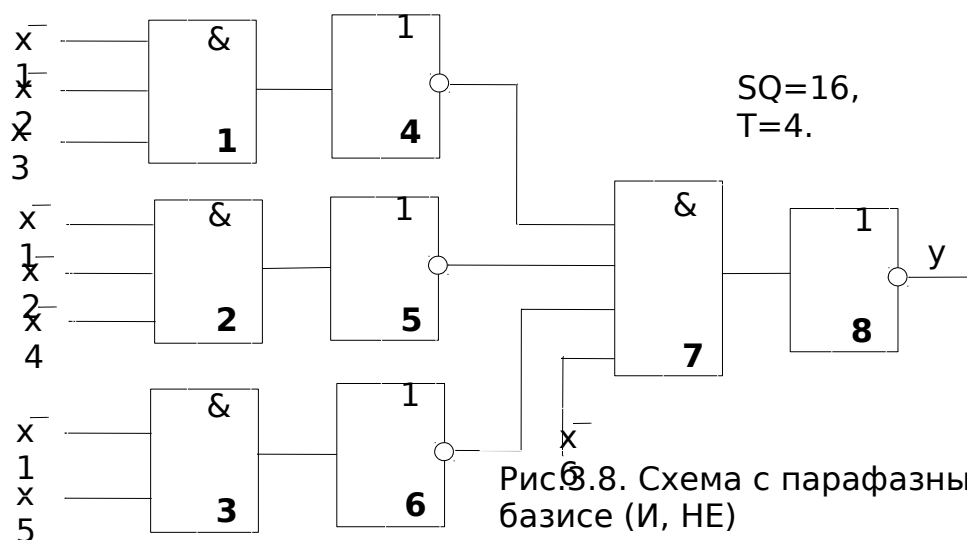 x̅1
x̅2
x3
&
1
1
4
SQ=16,
T=4.
x̅1
x̅2
x̅4
&
2
1
5
&
7
1
8
y
x̅1
x5
&
3
1
6
x̅6
Рис.3.8. Схема с парафазны
базисе (И, НЕ)